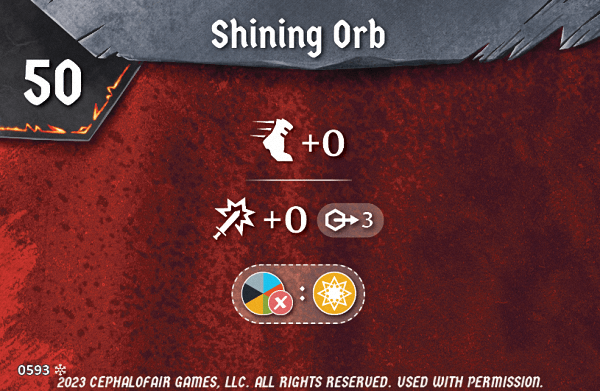 Shining Orb
50
+0
+0 3
:
0593
2023 CEPHALOFAIR GAMES, LLC. ALL RIGHTS RESERVED. USED WITH PERMISSION.